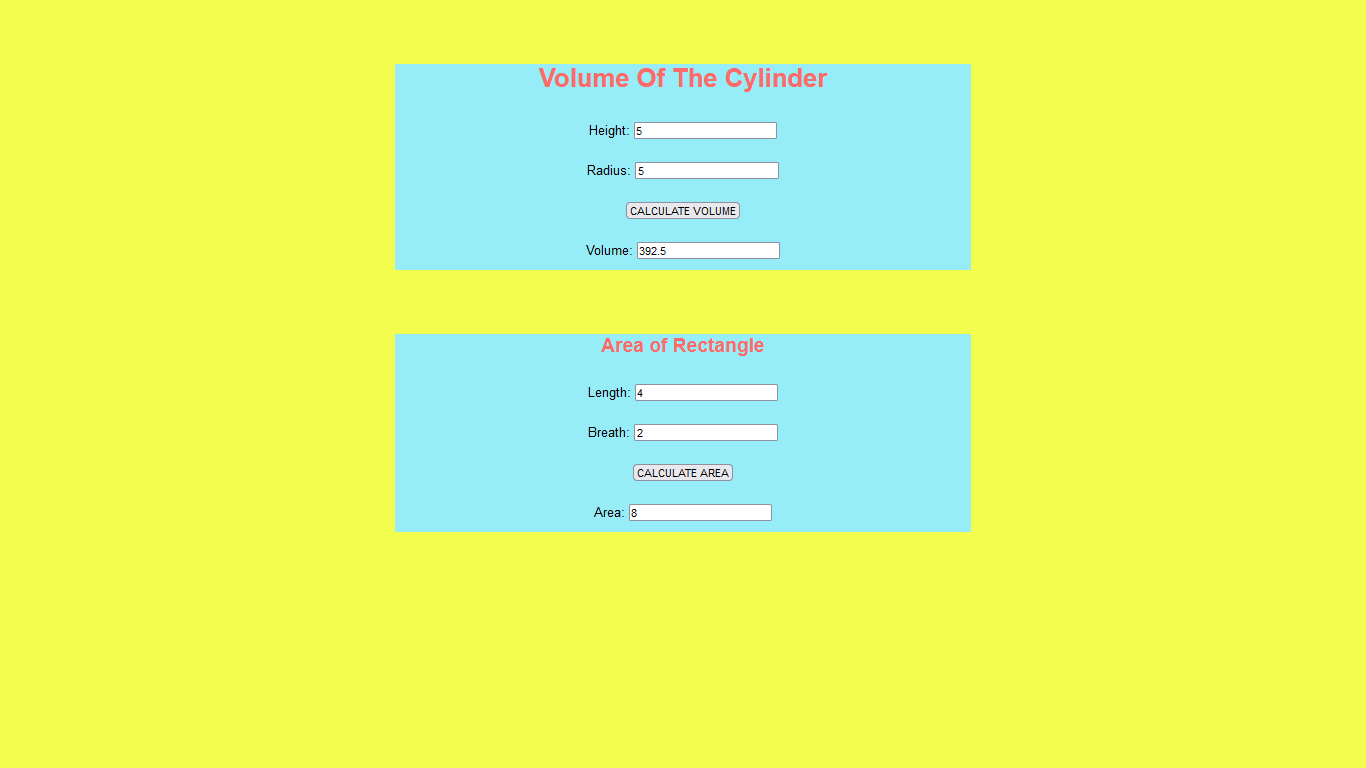 Volume Of The Cylinder
Height: 5
Radius: 5
CALCULATE VOLUME
Volume: 392.5
Area of Rectangle
Length: 4
Breath: 2
CALCULATE AREA
Area: 8